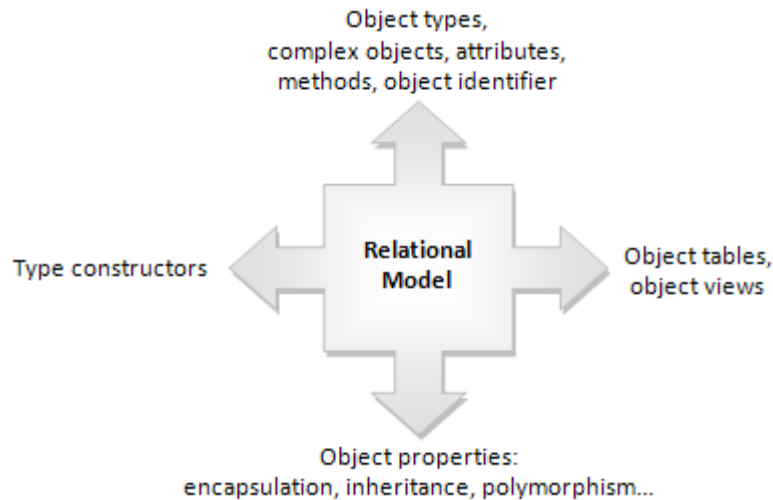 Object types,
complex objects, attributes,
methods, object identifier
Type constructors
Relational
Model
Object tables,
object views
Object properties:
encapsulation, inheritance, polymorphism...